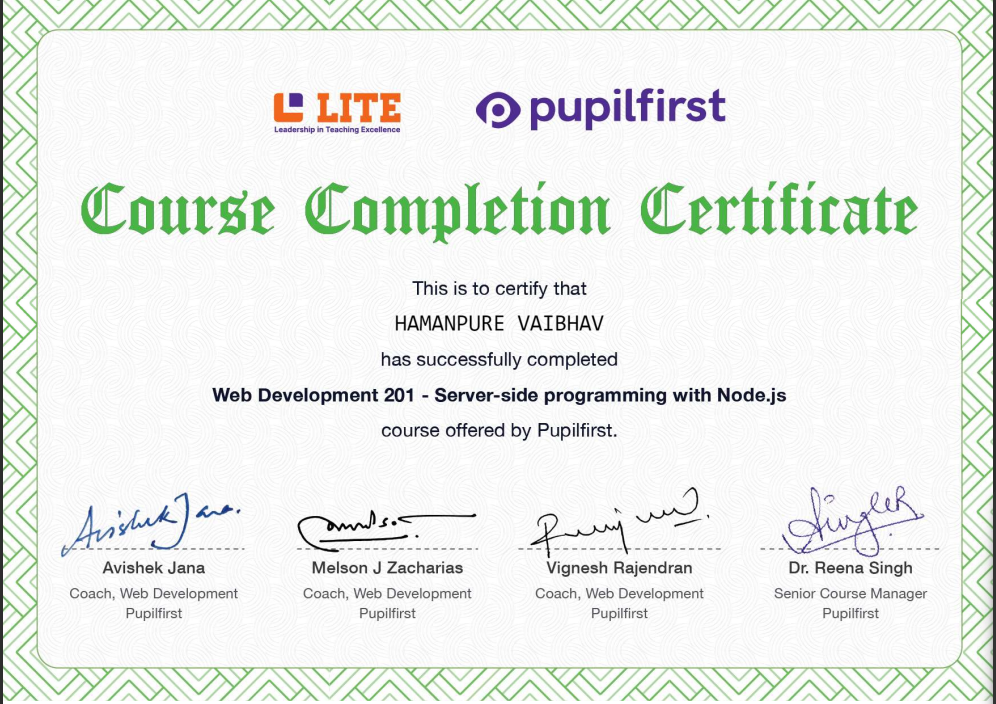 LITE
Leadership in Teaching Excellence
pupilfirst
Course Completion Certificate
This is to certify that
HAMANPURE VAIBHAV
has successfully completed
Web Development 201 - Server-side programming with Node.js
course offered by Pupilfirst.
Avishek Jana.
Avishek Jana
Coach, Web Development
Pupilfirst
Melson J Zacharias
Coach, Web Development
Pupilfirst
Vignesh Rajendran
Coach, Web Development
Pupilfirst
Dr. Reena Singh
Senior Course Manager
Pupilfirst